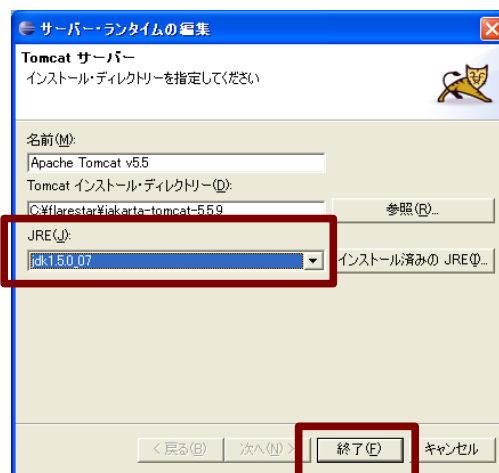 サーバー・ランタイムの編集
Tomcat サーバー
インストール・ディレクトリーを指定してください
名前(M):
Apache Tomcat v5.5
Tomcat インストール・ディレクトリー(D):
C:¥flarestar¥jakarta-tomcat-5.5.9
参照(R)...
JRE(J):
jdk1.5.0_07
インストール済みの JRE(I)...
< 戻る(B)
次へ(N) >
終了(F)
キャンセル